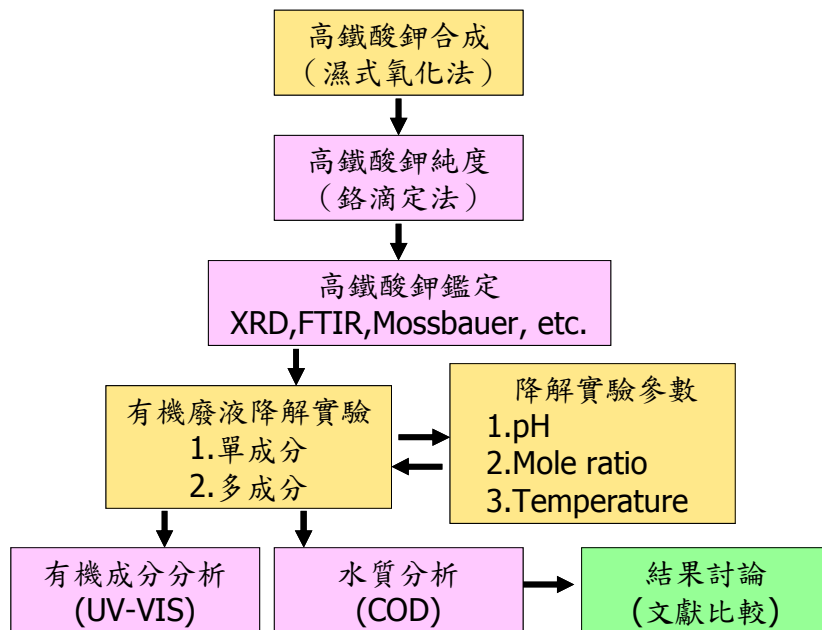 高鐵酸鉀合成
(濕式氧化法)
高鐵酸鉀純度
(鉻滴定法)
高鐵酸鉀鑑定
XRD,FTIR,Mossbauer, etc.
有機廢液降解實驗
1.單成分
2.多成分
降解實驗參數
1.pH
2.Mole ratio
3.Temperature
有機成分分析
(UV-VIS)
水質分析
(COD)
結果討論
(文獻比較)